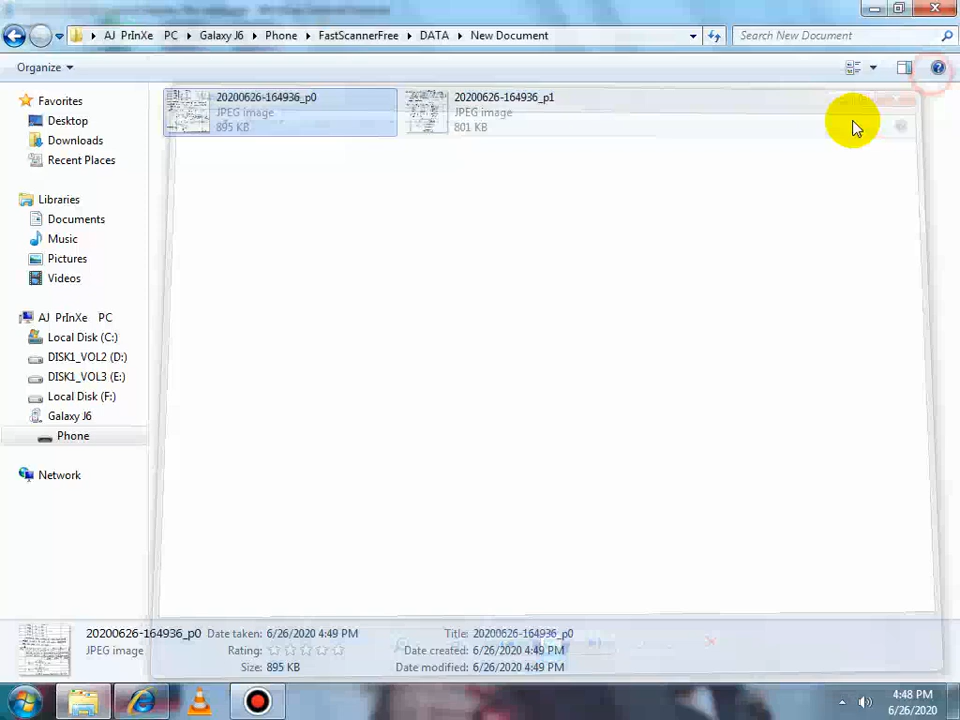 AJ PrInXe PC
Galaxy J6
Phone
FastScannerFree
DATA
New Document
Search New Document
Organize
Favorites
Desktop
Downloads
Recent Places
Libraries
Documents
Music
Pictures
Videos
AJ PrInXe PC
Local Disk (C:)
DISK1_VOL2 (D:)
DISK1_VOL3 (E:)
Local Disk (F:)
Galaxy J6
Phone
Network
20200626-164936_p0
JPEG image
895 KB
20200626-164936_p1
JPEG image
801 KB
20200626-164936_p0
JPEG image
Date taken: 6/26/2020 4:49 PM
Rating:
Size: 895 KB
Title: 20200626-164936_p0
Date created: 6/26/2020 4:49 PM
Date modified: 6/26/2020 4:49 PM
4:48 PM
6/26/2020